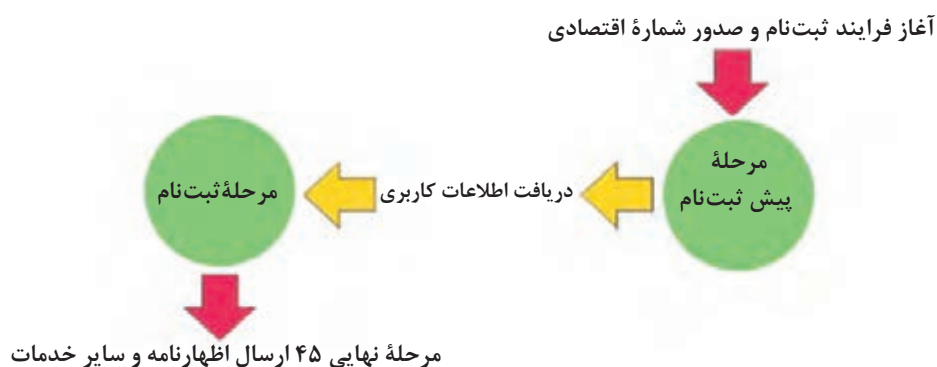 آغاز فرایند ثبت‌نام و صدور شمارهٔ اقتصادی
مرحلهٔ
پیش ثبت‌نام
دریافت اطلاعات کاربری
مرحلهٔ ثبت‌نام
مرحلهٔ نهایی ۴۵ ارسال اظهارنامه و سایر خدمات